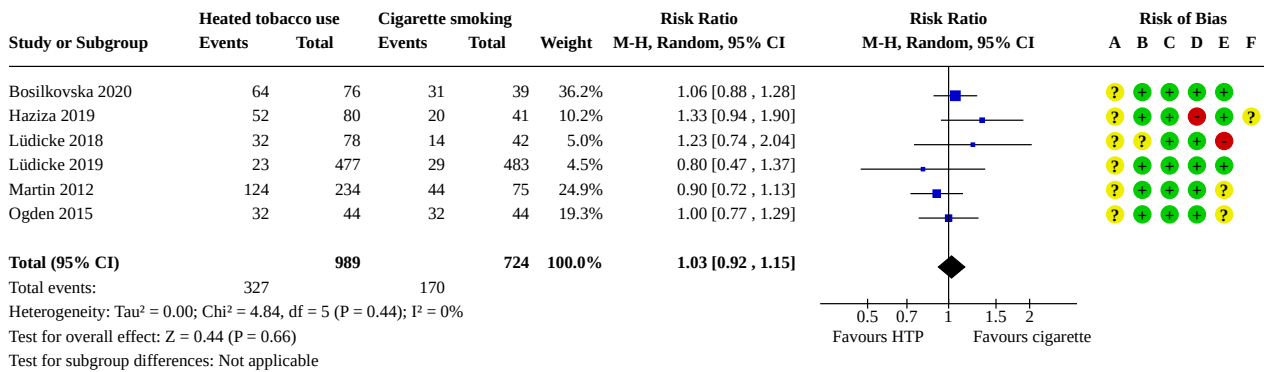 Heated tobacco use Cigarette smoking Risk Ratio Risk Ratio Risk of Bias
Study or Subgroup Events Total Events Total Weight M-H, Random, 95% CI M-H, Random, 95% CI A B C D E F
Bosilkovska 2020 64 76 31 39 36.2% 1.06 [0.88 , 1.28] ? + + + +
Haziza 2019 52 80 20 41 10.2% 1.33 [0.94 , 1.90] ? + + - + ?
Lüdicke 2018 32 78 14 42 5.0% 1.23 [0.74 , 2.04] ? ? + + -
Lüdicke 2019 23 477 29 483 4.5% 0.80 [0.47 , 1.37] ? + + + +
Martin 2012 124 234 44 75 24.9% 0.90 [0.72 , 1.13] ? + + + ?
Ogden 2015 32 44 32 44 19.3% 1.00 [0.77 , 1.29] ? + + + ?
Total (95% CI) 989 724 100.0% 1.03 [0.92 , 1.15]
Total events: 327 170
Heterogeneity: Tau² = 0.00; Chi² = 4.84, df = 5 (P = 0.44); I² = 0%
0.5 0.7 1 1.5 2
Test for overall effect: Z = 0.44 (P = 0.66) Favours HTP Favours cigarette
Test for subgroup differences: Not applicable